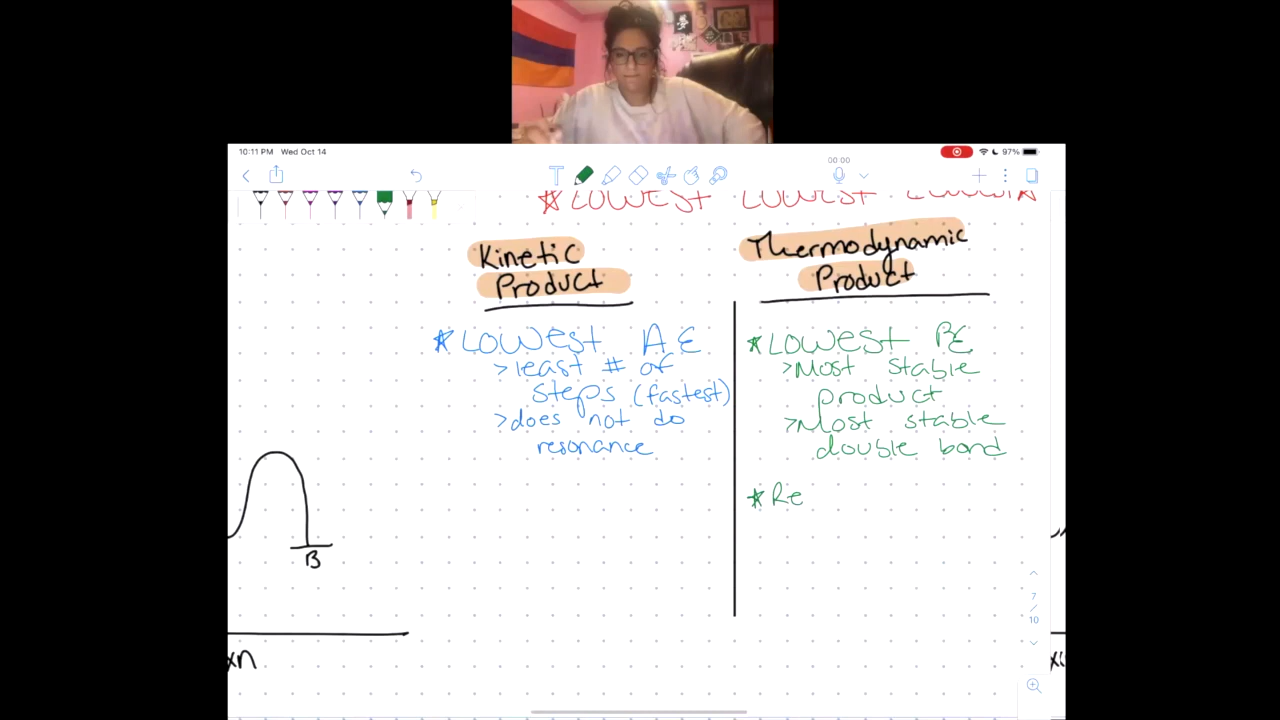 10:11 PM Wed Oct 14
97%
00:00
*LOWEST LOWEST
Kinetic
Product
Thermodynamic
Product
*LOWEST AE
>least # of
steps (fastest)
>does not do
resonance
*LOWEST PE
>Most stable
product
>Most stable
double bond
*Re
B
xn
7
/
10